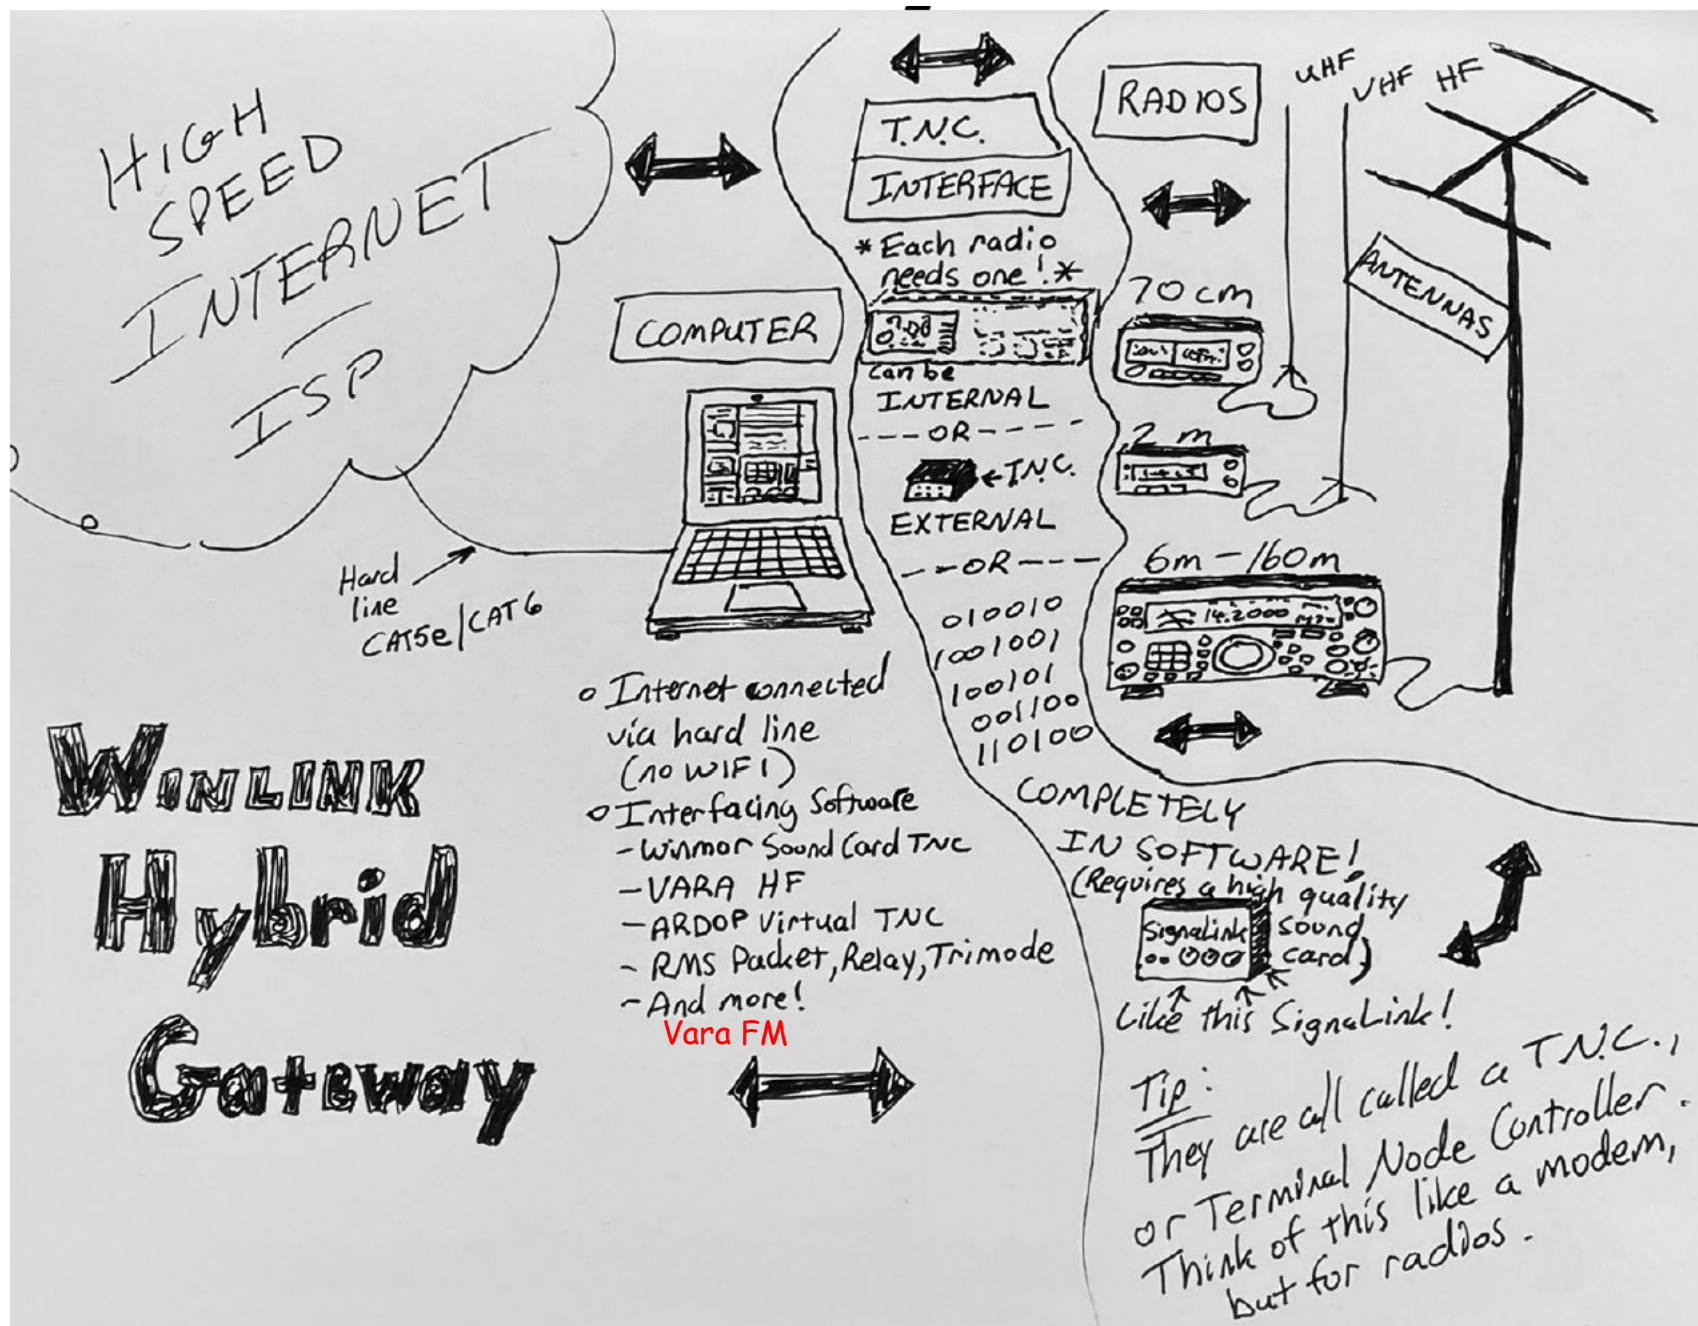 HIGH
SPEED
INTERNET
ISP
Hard
line
CAT5e/CAT6
WINLINK
Hybrid
Gateway
COMPUTER
o Internet connected
via hard line
(no WIFI)
o Interfacing Software
- Winmor Sound Card TNC
- VARA HF
- ARDOP Virtual TNC
- RMS Packet, Relay, Trimode
- And more!
Vara FM
T.N.C.
INTERFACE
* Each radio
needs one! *
can be
INTERNAL
---OR----
←T.N.C.
EXTERNAL
---OR---
010010
1001001
100101
001100
110100
COMPLETELY
IN SOFTWARE!
(Requires a high quality
sound
card)
SignaLink
Like this SignaLink!
Tip:
They are all called a T.N.C.,
or Terminal Node Controller.
Think of this like a modem,
but for radios.
RADIOS
UHF
VHF
HF
ANTENNAS
70 cm
2 m
6m - 160m
14.2000